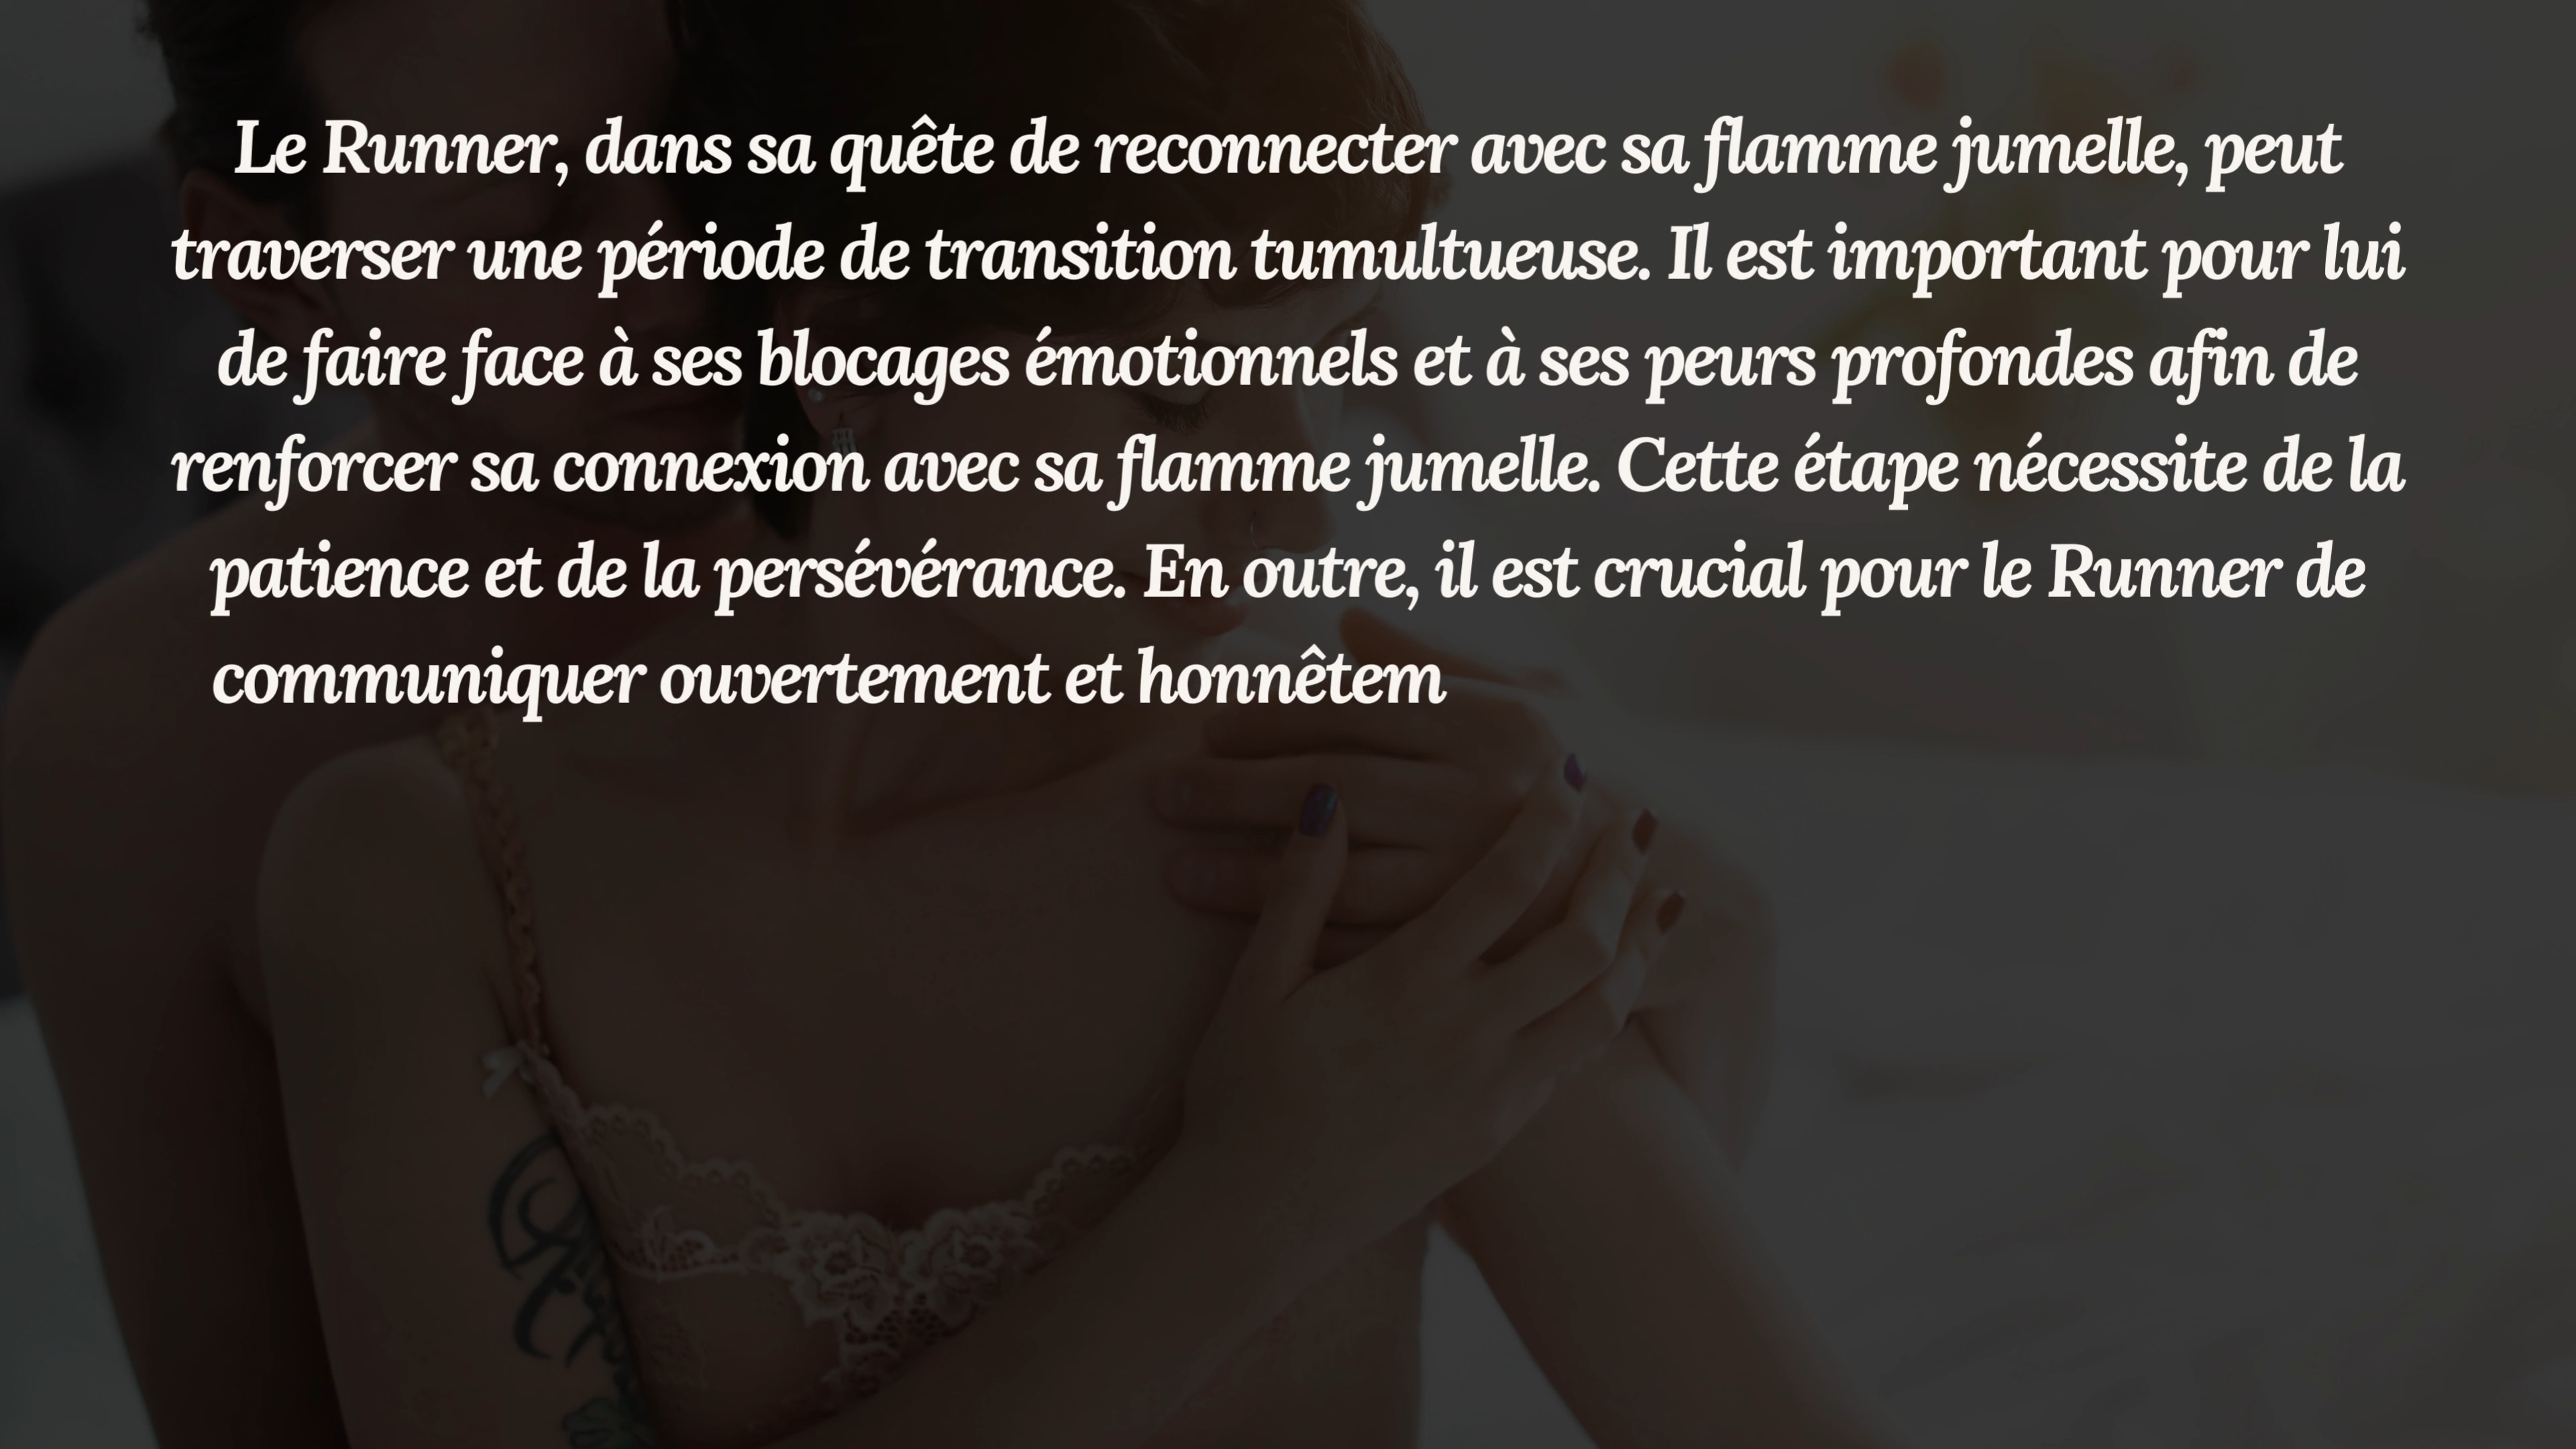 Le Runner, dans sa quête de reconnecter avec sa flamme jumelle, peut
traverser une période de transition tumultueuse. Il est important pour lui
de faire face à ses blocages émotionnels et à ses peurs profondes afin de
renforcer sa connexion avec sa flamme jumelle. Cette étape nécessite de la
patience et de la persévérance. En outre, il est crucial pour le Runner de
communiquer ouvertement et honnêtem